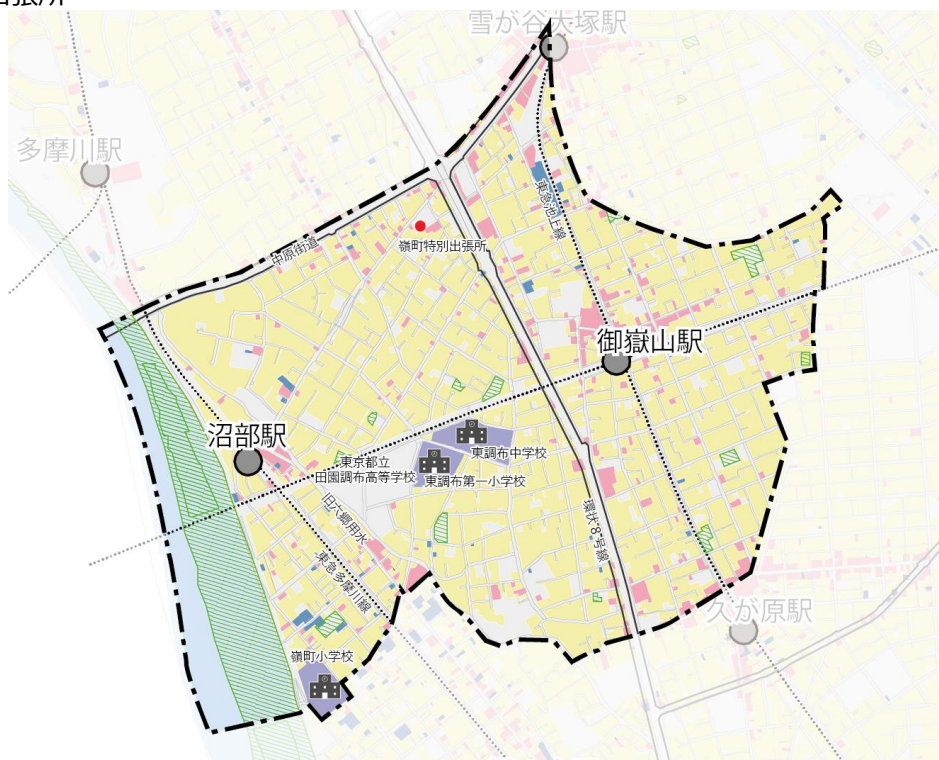 雪が谷大塚駅
多摩川駅
東急池上線
嶺町特別出張所
中原街道
御嶽山駅
沼部駅
東調布中学校
東京都立
田園調布高等学校
東調布第一小学校
旧六郷用水
環状8号線
東急多摩川線
久が原駅
嶺町小学校